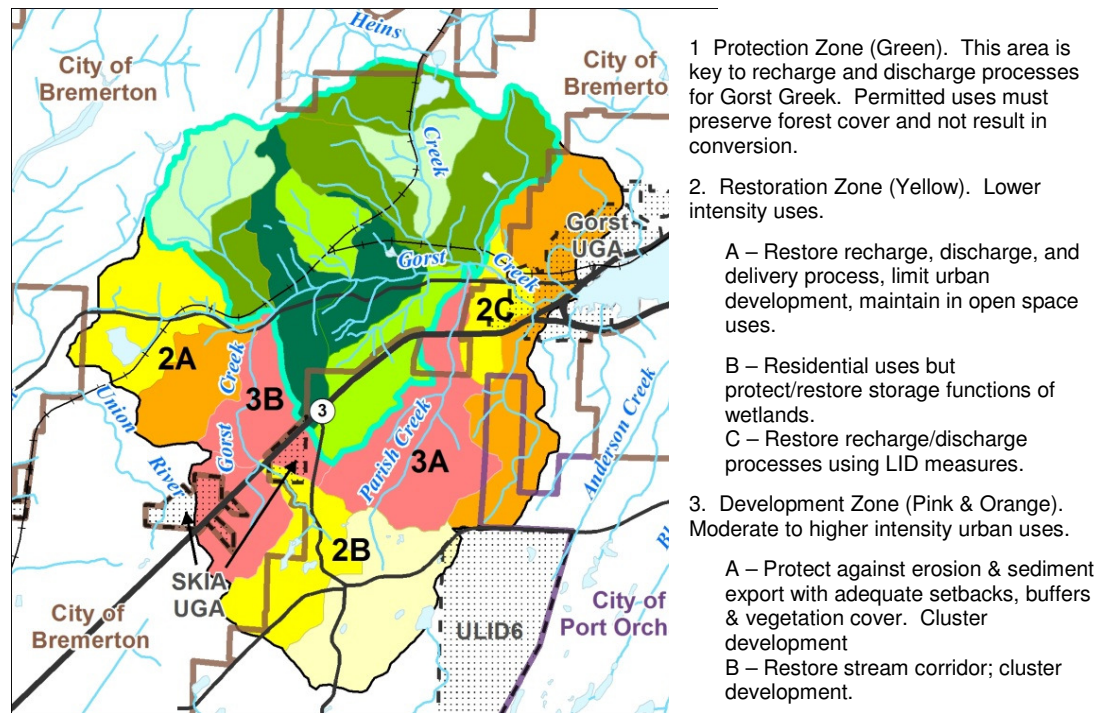 Heins
City of
Bremerton
City of
Bremerto
Creek
Gorst
UGA
Gorst
Creek
2C
2A
Creek
3B
3
Union
River
Gorst
Parish Creek
3A
Anderson Creek
2B
SKIA
UGA
City of
Bremerton
ULID6
City of
Port Orch
Bl
1 Protection Zone (Green). This area is
key to recharge and discharge processes
for Gorst Greek. Permitted uses must
preserve forest cover and not result in
conversion.
2. Restoration Zone (Yellow). Lower
intensity uses.
A – Restore recharge, discharge, and
delivery process, limit urban
development, maintain in open space
uses.
B – Residential uses but
protect/restore storage functions of
wetlands.
C – Restore recharge/discharge
processes using LID measures.
3. Development Zone (Pink & Orange).
Moderate to higher intensity urban uses.
A – Protect against erosion & sediment
export with adequate setbacks, buffers
& vegetation cover. Cluster
development
B – Restore stream corridor; cluster
development.